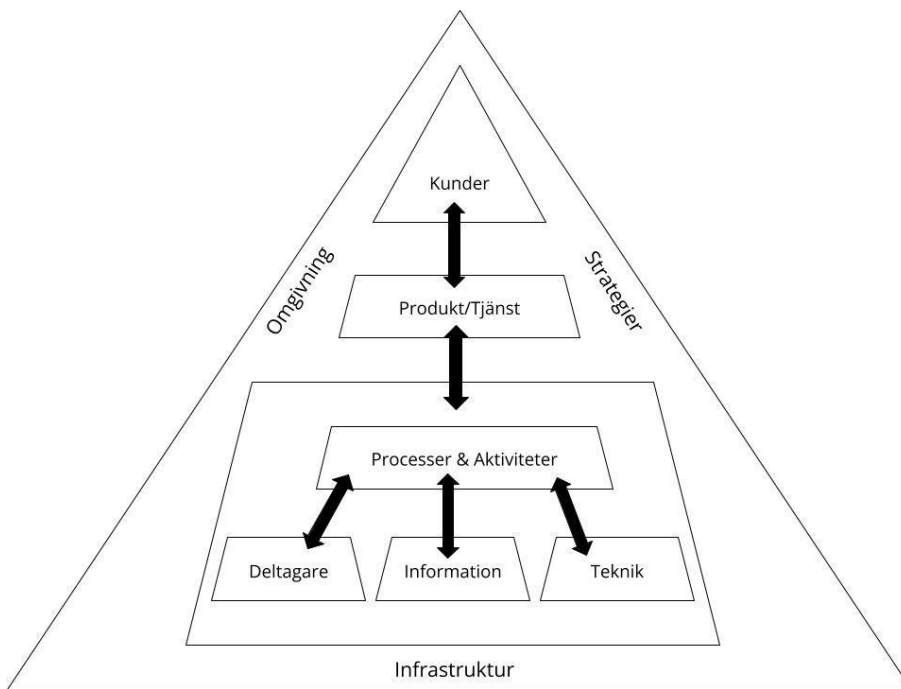 Kunder
Omgivning
Strategier
Produkt/Tjänst
Processer & Aktiviteter
Deltagare
Information
Teknik
Infrastruktur